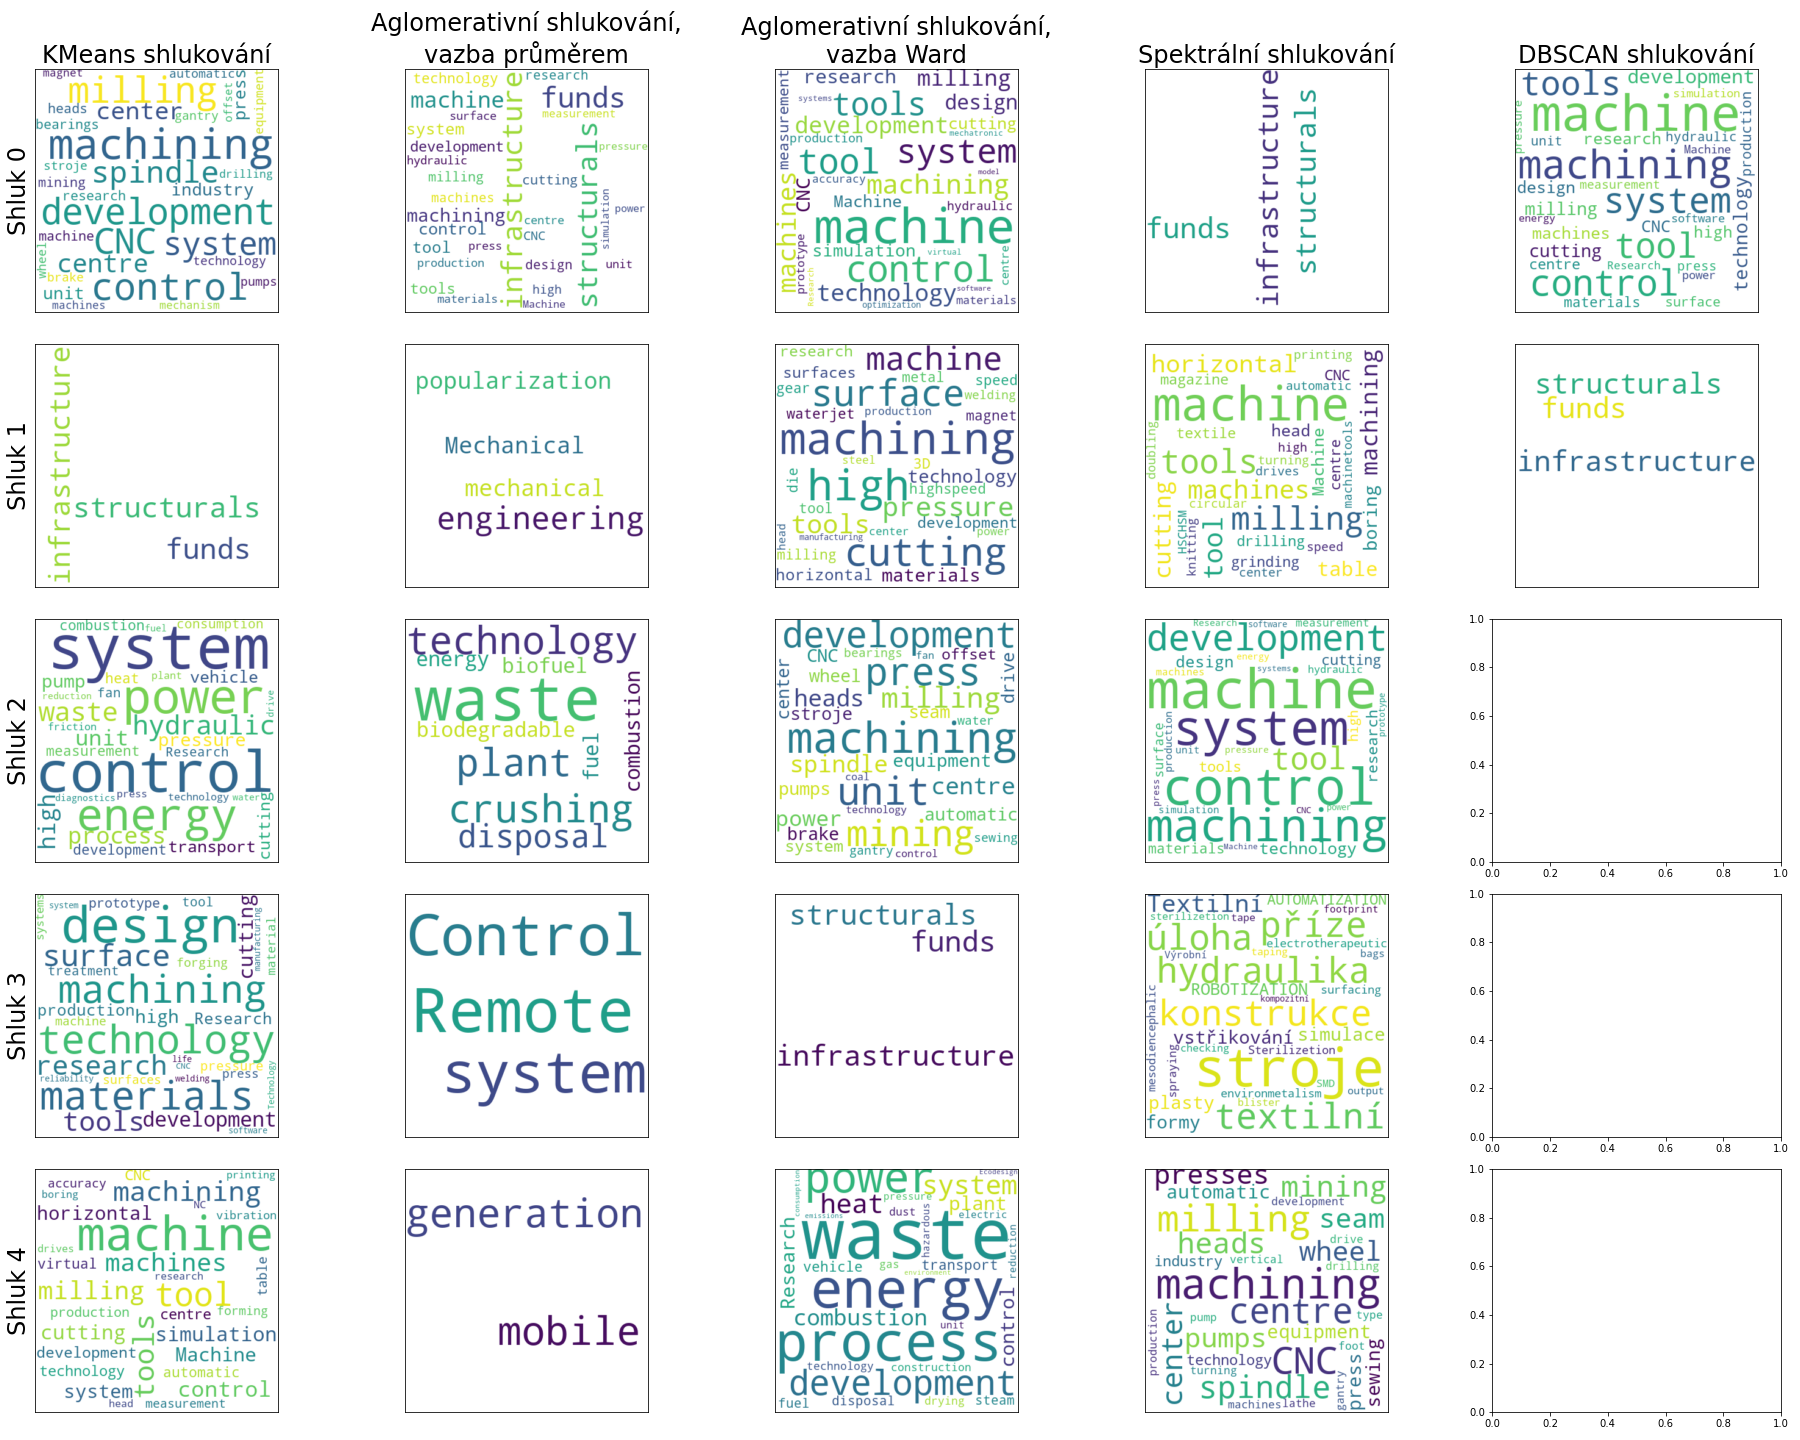 KMeans shlukování
Aglomerativní shlukování,
vazba průměrem
Aglomerativní shlukování,
vazba Ward
Spektrální shlukování
DBSCAN shlukování
Shluk 0
magnet automatic
milling press equipment
heads center offset
bearings gantry
machining
stroje spindle drilling
mining industry
research
development
machine CNC system
wheel centre technology
brake control pumps
unit
machines mechanism
technology research
machine infrastructure funds
surface measurement
system structurals
development pressure
hydraulic
milling cutting
machines simulation
machining centre power
control CNC
tool press
production design unit
tools high
materials Machine
research milling
measurement systems tools design
development cutting
production mechatronic
tool system
CNC accuracy machining model
machines Machine hydraulic
prototype machine
simulation virtual centre
Research control
technology software
optimization materials
infrastructure
structurals
funds
tools development
simulation
pressure machine production
unit research hydraulic
machining Machine
design measurement
milling system technology
energy CNC software
machines tool high
cutting
centre Research press
control power
materials surface
Shluk 1
infrastructure
structurals
funds
popularization
Mechanical
mechanical
engineering
research machine
surfaces metal speed
gear surface welding
waterjet production magnet
machining
steel 3D
die high technology
highspeed
tool pressure
tools development
head manufacturing center power
milling cutting
horizontal materials
horizontal printing
magazine CNC machining
automatic
machine
doubling textile head
high Machine centre machinetools
tools turning
drives
cutting machines
circular
HSCHSM knitting tool milling boring
drilling
grinding speed
center table
structurals
funds
infrastructure
Shluk 2
combustion fuel consumption
system
pump heat plant vehicle
reduction fan power drive
waste hydraulic
friction unit pressure
measurement Research
control
high diagnostics press technology water
energy cutting
process
development transport
technology
energy biofuel
waste combustion
biodegradable
plant fuel
crushing
disposal
development
center CNC bearings fan offset drive
wheel press
heads milling
stroje seam water
machining
spindle equipment
coal
pumps unit centre
technology
power automatic
brake mining sewing
system
gantry control
Research software measurement
development
design energy cutting
machines systems hydraulic
machine prototype
surface production system high research
unit pressure
tools tool
press control
simulation CNC power
machining
materials Machine technology
1.0
0.8
0.6
0.4
0.2
0.0
0.0 0.2 0.4 0.6 0.8 1.0
Shluk 3
systems system prototype tool cutting manufacturing material
design
surface
treatment forging
machining
production high Research
machine
technology
research life CNC pressure
reliability surfaces welding press Technology
materials
tools development
software
Control
Remote
system
structurals
funds
infrastructure
Textilní AUTOMATIZATION
sterilizetion tape footprint
úloha příze
electrotherapeutic
Výrobní taping bags
hydraulika
ROBOTIZATION surfacing
kompozitní
mesodiencephalic konstrukce
vstřikování simulace
checking Sterilizetion
spraying stroje
SMD
environmetalism output
plasty blister
formy textilní
1.0
0.8
0.6
0.4
0.2
0.0
0.0 0.2 0.4 0.6 0.8 1.0
Shluk 4
CNC printing
accuracy machining
boring NC
horizontal vibration
machine
drives
virtual machines
research table
milling tool
production centre forming
cutting tools simulation
development Machine
technology automatic
system control
head measurement
generation
mobile
consumption power Ecodesign
system
heat pressure plant
emissions dust electric
Research waste hazardous reduction
vehicle gas transport
environment
energy control
combustion unit
process
technology construction
development
fuel disposal drying steam
presses
automatic mining
development
milling seam
heads drive wheel
industry vertical drilling
machining
production center centre
pump type
pumps equipment
technology foot sewing
turning CNC press
spindle gantry
machines lathe
1.0
0.8
0.6
0.4
0.2
0.0
0.0 0.2 0.4 0.6 0.8 1.0